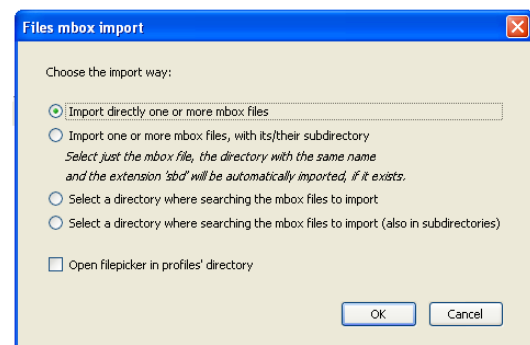 Files mbox import
Choose the import way:
Import directly one or more mbox files
Import one or more mbox files, with its/their subdirectory
Select just the mbox file, the directory with the same name
and the extension 'sbd' will be automatically imported, if it exists.
Select a directory where searching the mbox files to import
Select a directory where searching the mbox files to import (also in subdirectories)
Open filepicker in profiles' directory
OK Cancel